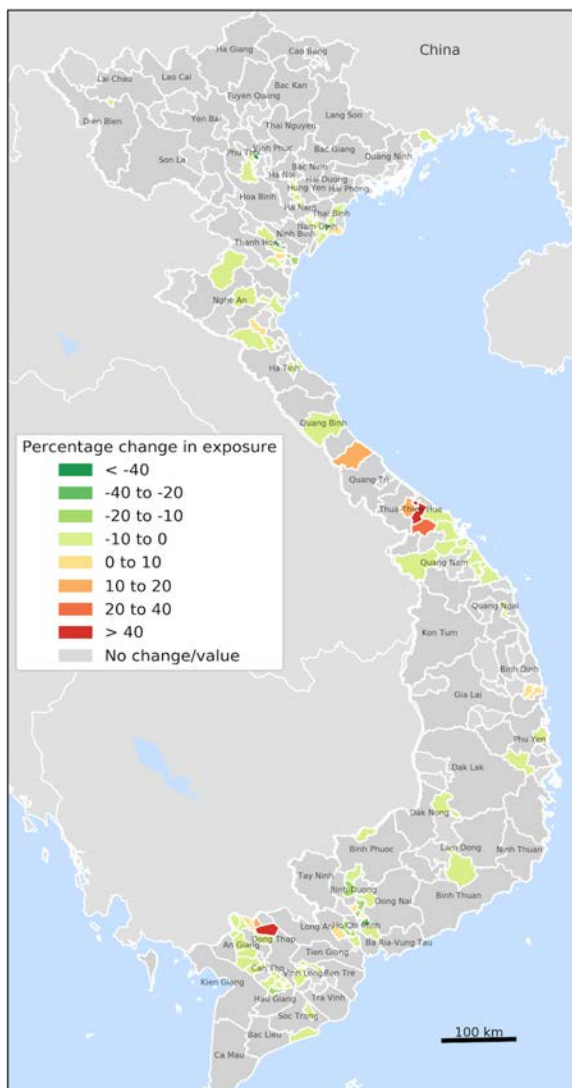 China
Ha Giang
Cao Bang
Lai Chau
Lao Cai
Bac Kan
Tuyen Quang
Lang Son
Dien Bien
Yen Bai
Thai Nguyen
Phu Tho
Vinh Phuc
Bac Giang
Quang Ninh
Son La
Bac Ninh
Ha Noi
Hai Duong
Hung Yen
Hai Phong
Hoa Binh
Ha Nam
Thai Binh
Nam Dinh
Ninh Binh
Thanh Hoa
Nghe An
Ha Tinh
Quang Binh
Percentage change in exposure
< -40
-40 to -20
-20 to -10
-10 to 0
0 to 10
10 to 20
20 to 40
> 40
No change/value
Quang Tri
Thua Thien Hue
Quang Nam
Quang Ngai
Kon Tum
Binh Dinh
Gia Lai
Phu Yen
Dak Lak
Dak Nong
Lam Dong
Ninh Thuan
Binh Phuoc
Tay Ninh
Binh Duong
Dong Nai
Binh Thuan
Long An
Ho Chi Minh
Dong Thap
An Giang
Ba Ria-Vung Tau
Tien Giang
Can Tho
Vinh Long
Ben Tre
Kien Giang
Hau Giang
Tra Vinh
Soc Trang
Bac Lieu
Ca Mau
100 km